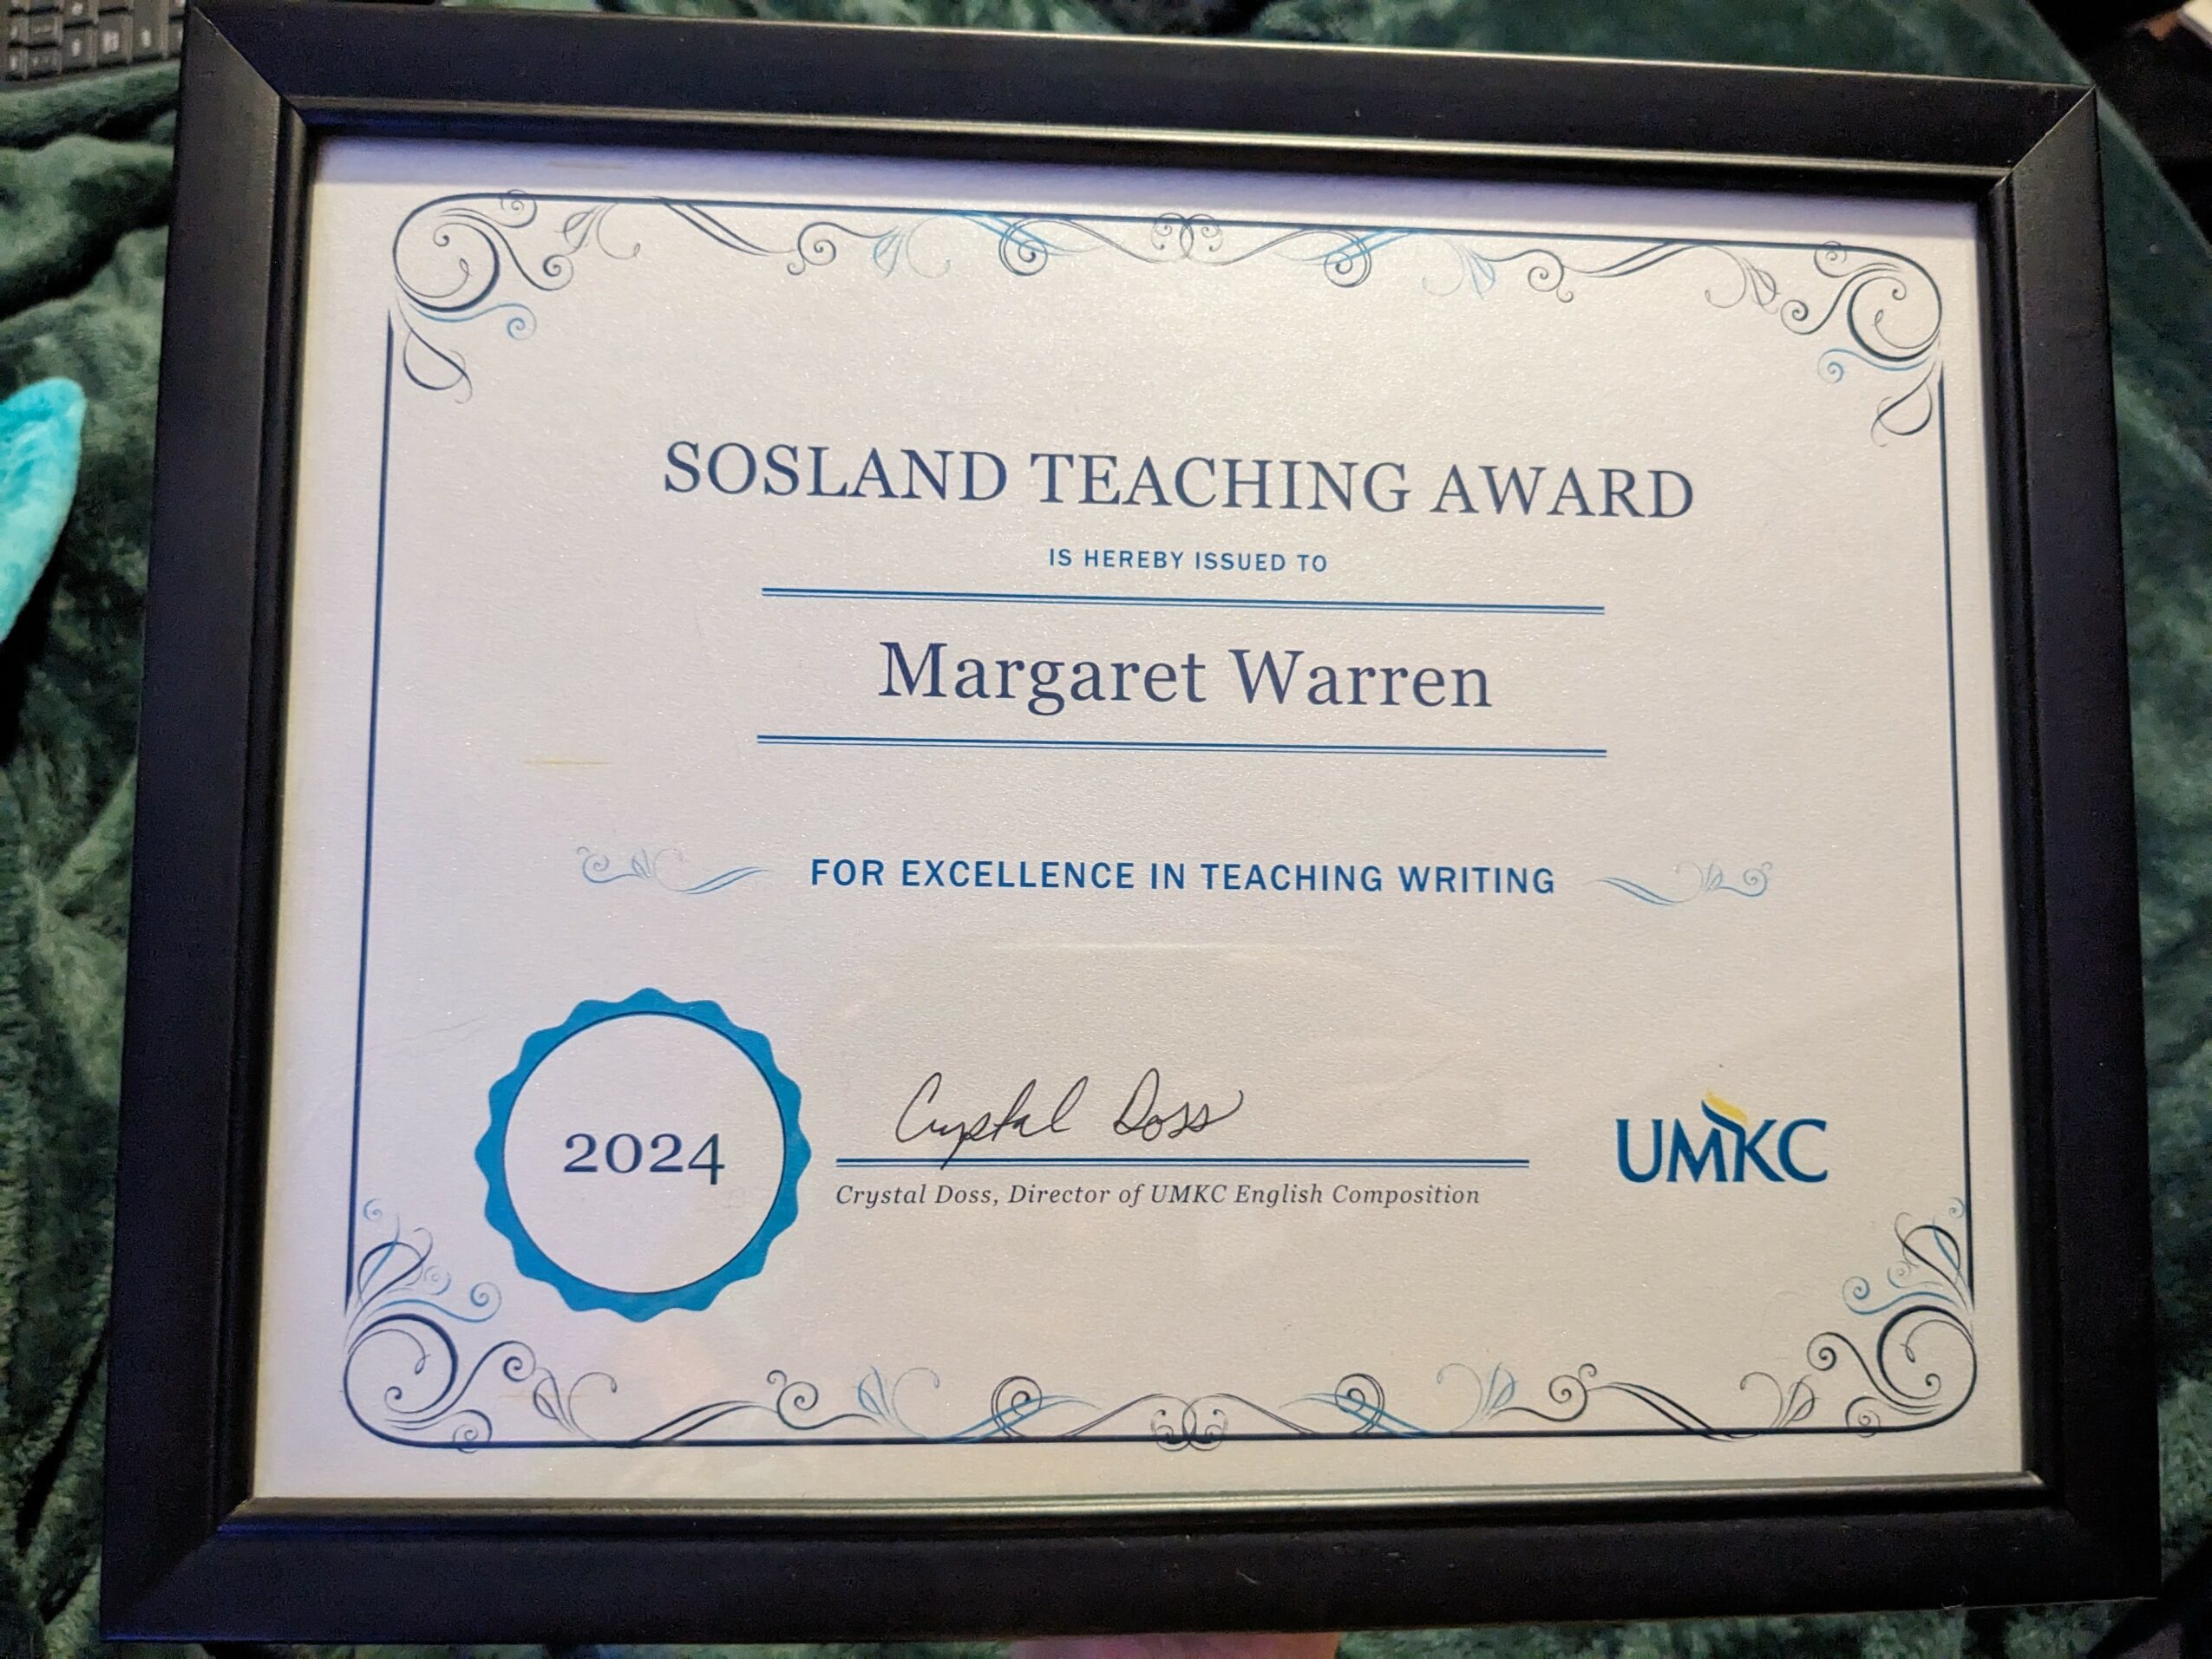 SOSLAND TEACHING AWARD
IS HEREBY ISSUED TO
Margaret Warren
FOR EXCELLENCE IN TEACHING WRITING
2024
Crystal Doss
Crystal Doss, Director of UMKC English Composition
UMKC